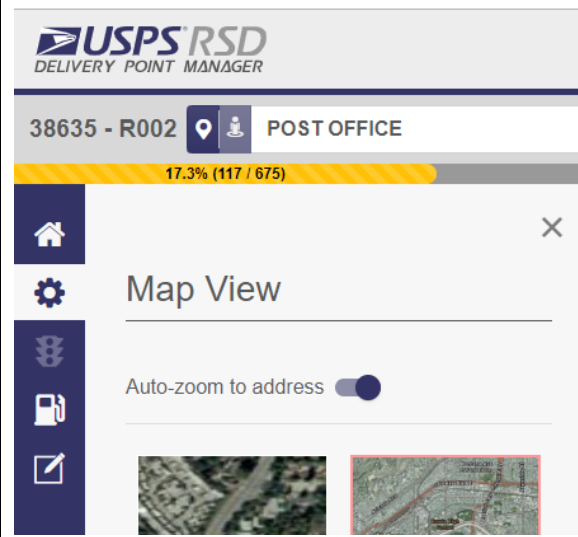 USPS RSD
DELIVERY POINT MANAGER
38635 - R002 POST OFFICE
17.3% (117 / 675)
Map View
Auto-zoom to address